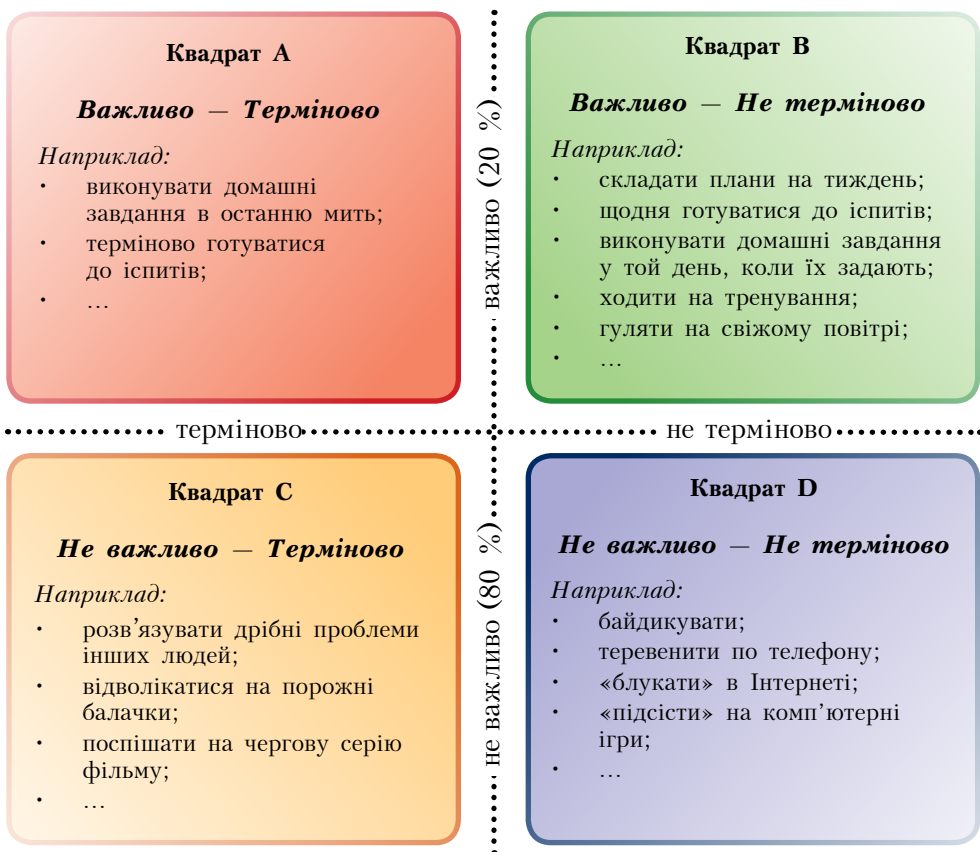 Квадрат А
Важливо — Терміново
Наприклад:
· виконувати домашні
завдання в останню мить;
· терміново готуватися
до іспитів;
· ...
важливо (20 %)
Квадрат В
Важливо — Не терміново
Наприклад:
· складати плани на тиждень;
· щодня готуватися до іспитів;
· виконувати домашні завдання
у той день, коли їх задають;
· ходити на тренування;
· гуляти на свіжому повітрі;
· ...
терміново
не терміново
Квадрат С
Не важливо — Терміново
Наприклад:
· розв’язувати дрібні проблеми
інших людей;
· відволікатися на порожні
балачки;
· поспішати на чергову серію
фільму;
· ...
не важливо (80 %)
Квадрат D
Не важливо — Не терміново
Наприклад:
· байдикувати;
· теревенити по телефону;
· «блукати» в Інтернеті;
· «підсісти» на комп’ютерні
ігри;
· ...